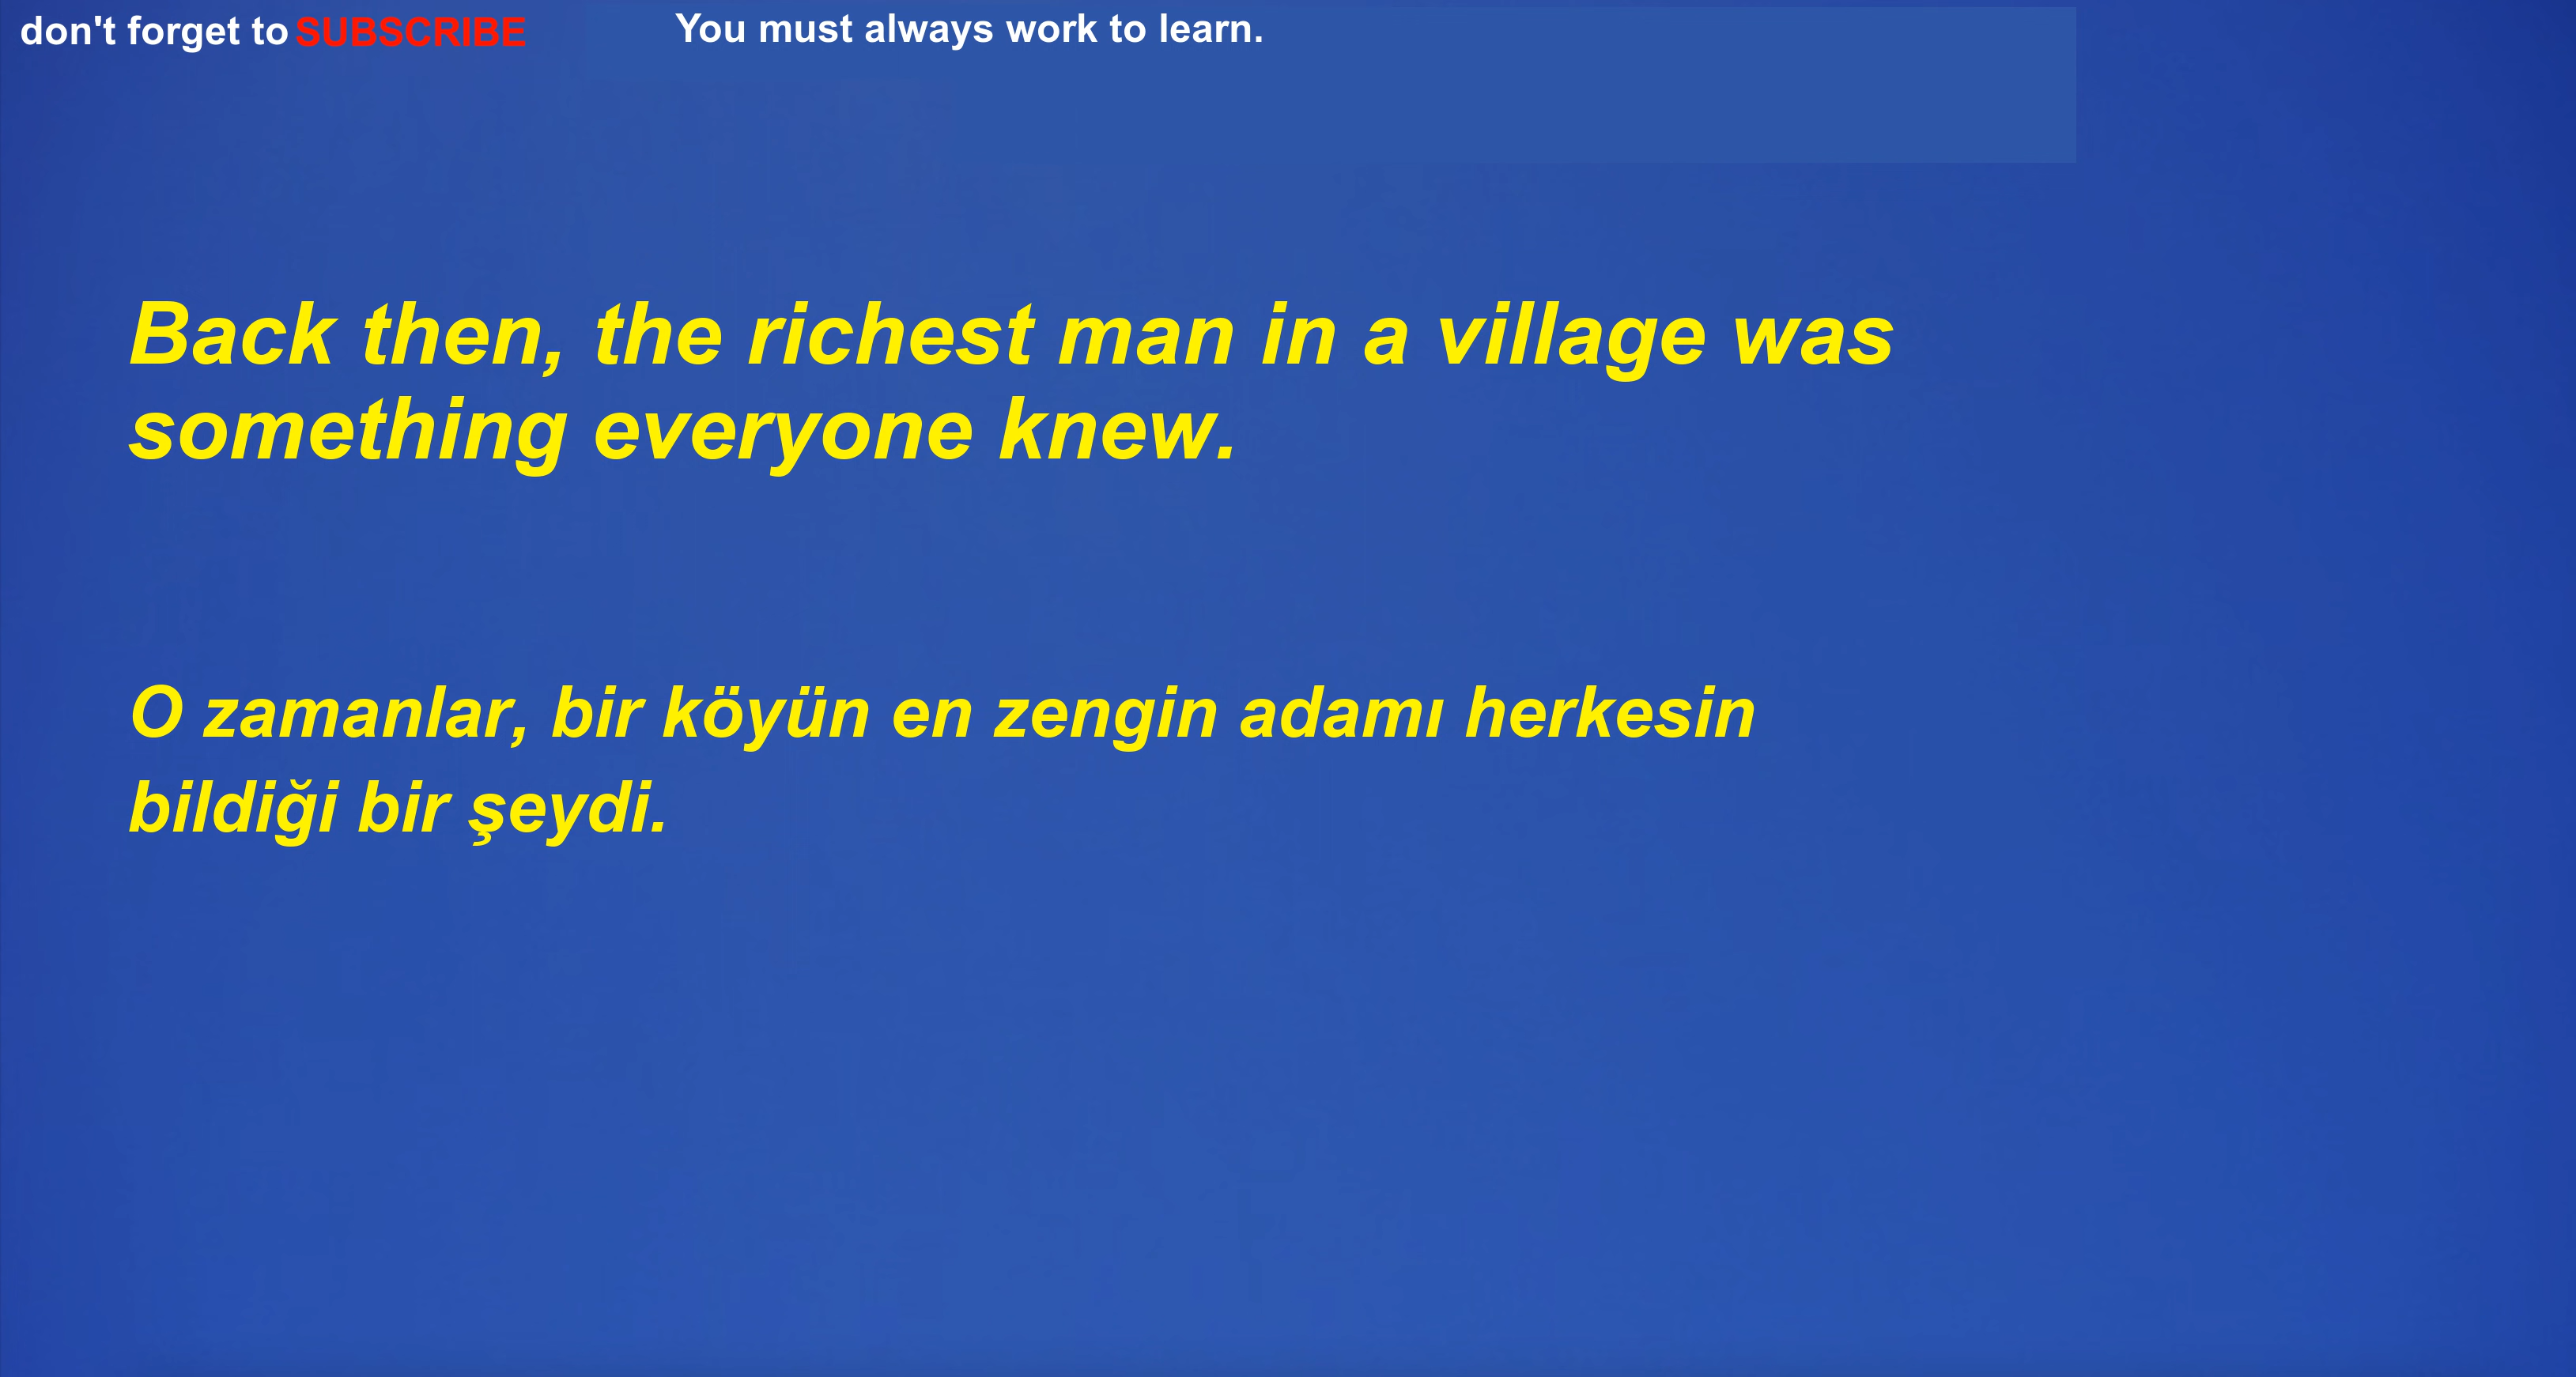 don't forget to SUBSCRIBE
You must always work to learn.
Back then, the richest man in a village was
something everyone knew.
O zamanlar, bir köyün en zengin adamı herkesin
bildiği bir şeydi.